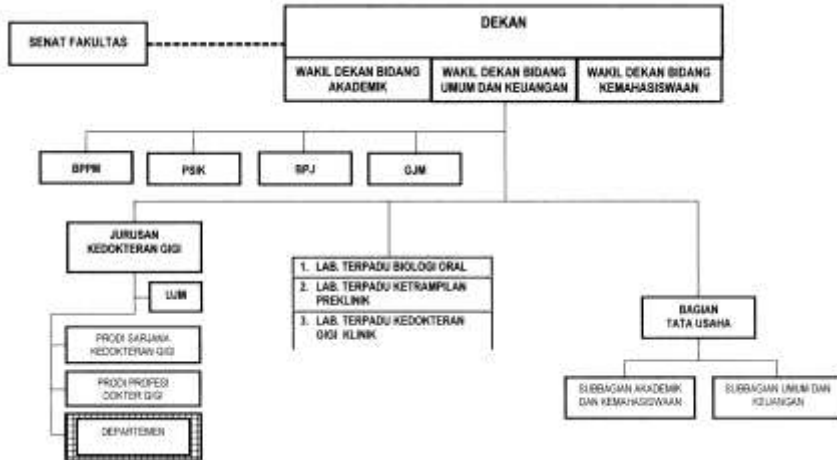 DEKAN
SENAT FAKULTAS
WAKIL DEKAN BIDANG
AKADEMIK
WAKIL DEKAN BIDANG
UMUM DAN KEUANGAN
WAKIL DEKAN BIDANG
KEMAHASISWAAN
BPPM
PSIK
BPJ
GJM
JURUSAN
KEDOKTERAN GIGI
UJM
PRODI SARJANA
KEDOKTERAN GIGI
PRODI PROFESI
DOKTER GIGI
DEPARTEMEN
1. LAB. TERPADU BIOLOGI ORAL
2. LAB. TERPADU KETRAMPILAN
PREKLINIK
3. LAB. TERPADU KEDOKTERAN
GIGI KLINIK
BAGIAN
TATA USAHA
SUBBAGIAN AKADEMIK
DAN KEMAHASISWAAN
SUBBAGIAN UMUM DAN
KEUANGAN